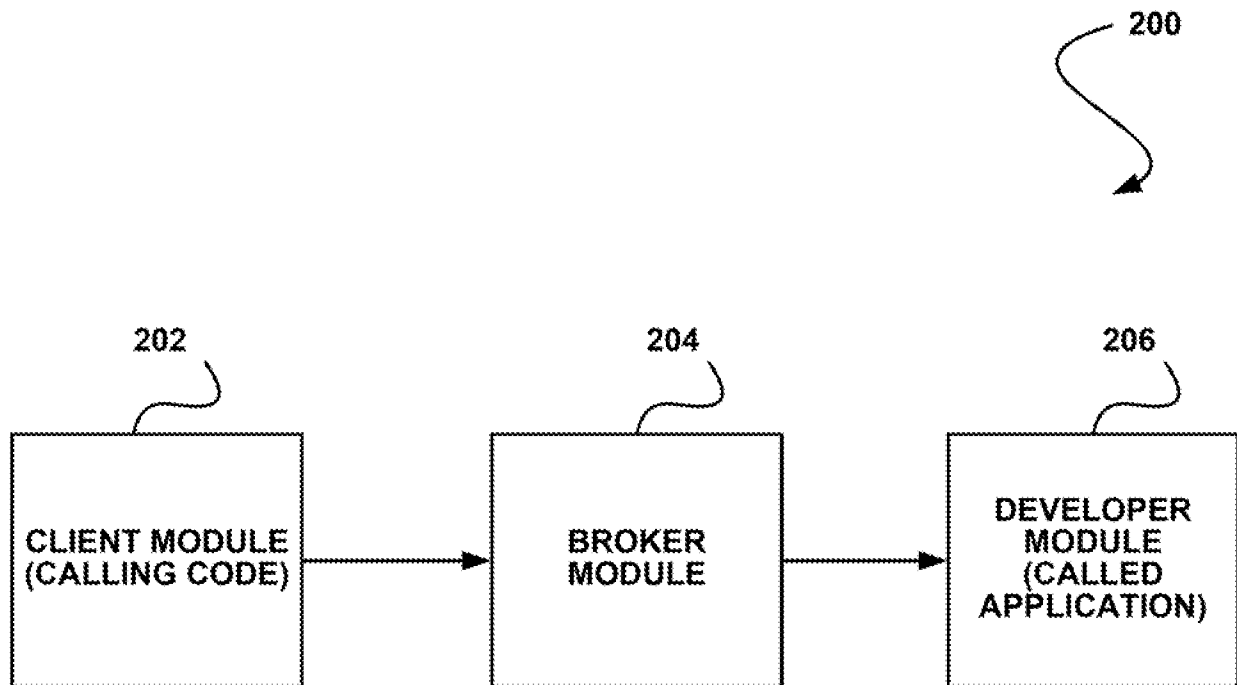 200
202
204
206
CLIENT MODULE
(CALLING CODE)
BROKER
MODULE
DEVELOPER
MODULE
(CALLED
APPLICATION)